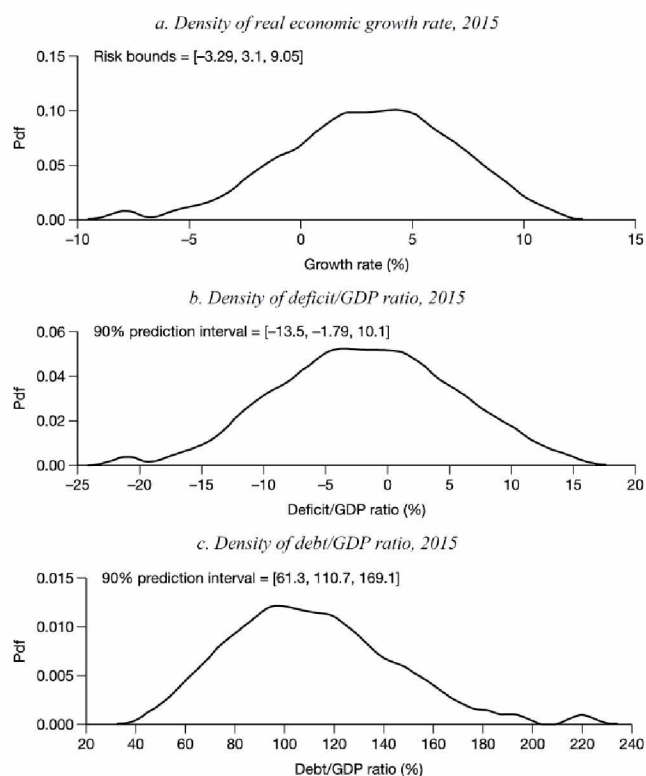 a. Density of real economic growth rate, 2015
Risk bounds = [−3.29, 3.1, 9.05]
0.15
0.10
0.05
0.00
Pdf
−10 −5 0 5 10 15
Growth rate (%)
b. Density of deficit/GDP ratio, 2015
90% prediction interval = [−13.5, −1.79, 10.1]
0.06
0.04
0.02
0.00
Pdf
−25 −20 −15 −10 −5 0 5 10 15 20
Deficit/GDP ratio (%)
c. Density of debt/GDP ratio, 2015
90% prediction interval = [61.3, 110.7, 169.1]
0.015
0.010
0.005
0.000
Pdf
20 40 60 80 100 120 140 160 180 200 220 240
Debt/GDP ratio (%)